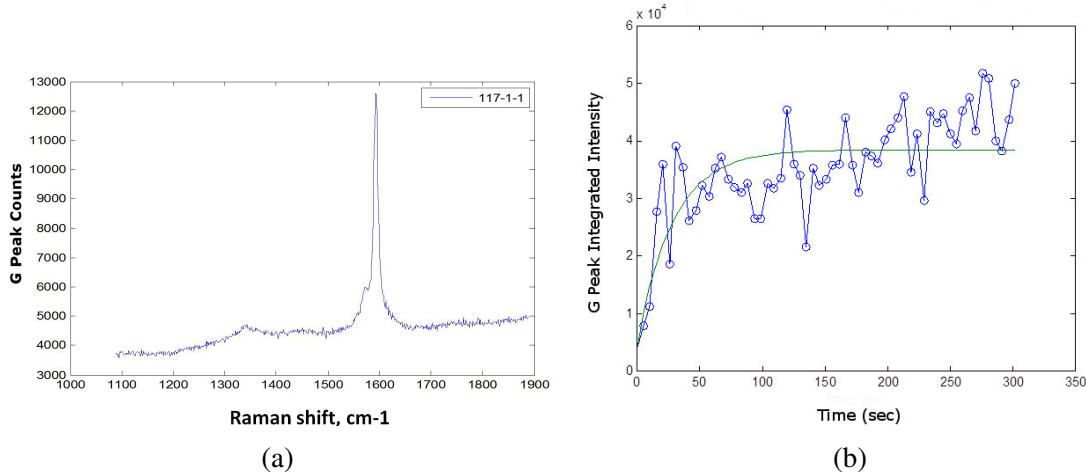 13000
12000
11000
10000
9000
8000
7000
6000
5000
4000
3000
1000 1100 1200 1300 1400 1500 1600 1700 1800 1900
G Peak Counts
117-1-1
Raman shift, cm-1
(a)
x 10⁴
6
5
4
3
2
1
0
0 50 100 150 200 250 300 350
G Peak Integrated Intensity
Time (sec)
(b)